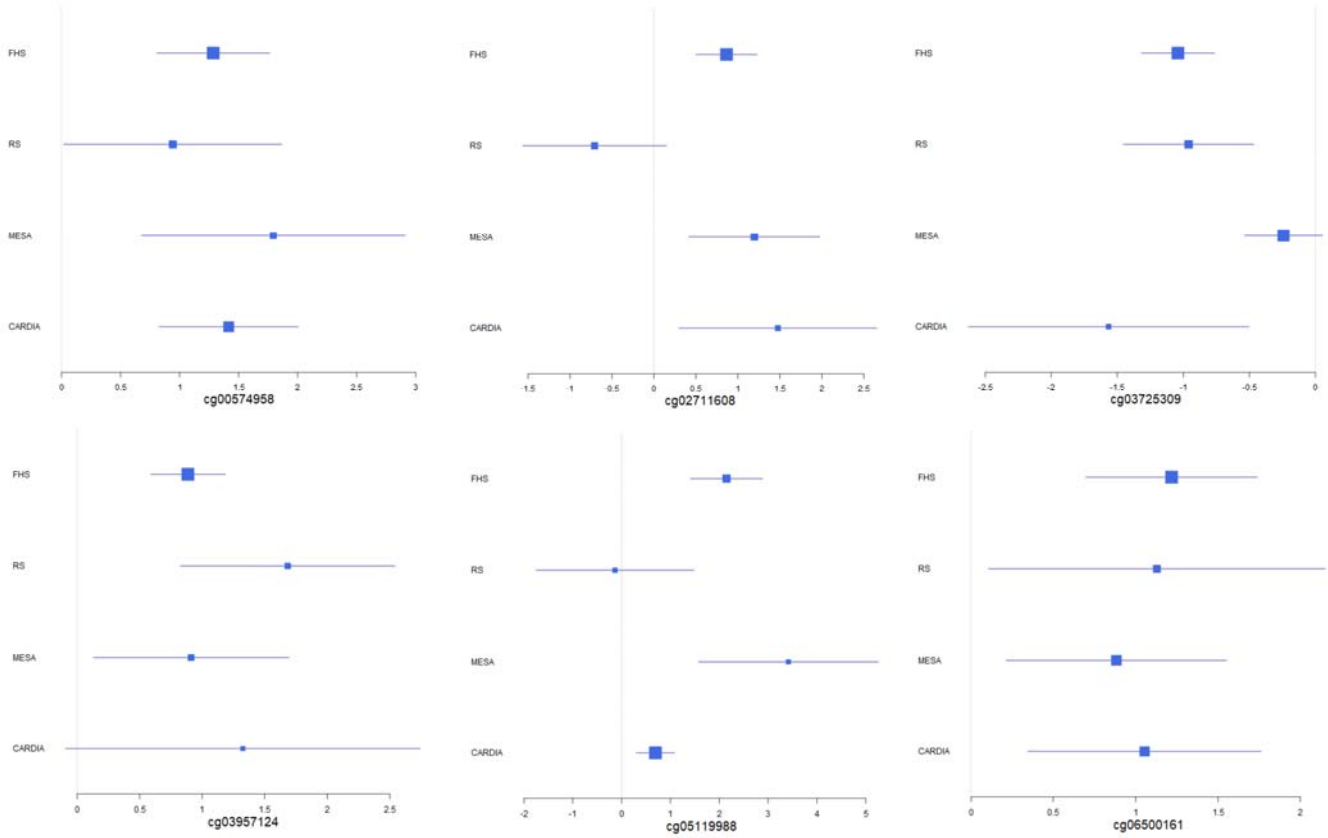 FHS
RS
MESA
CARDIA
0 0.5 1 1.5 2 2.5 3
cg00574958
FHS
RS
MESA
CARDIA
-1.5 -1 -0.5 0 0.5 1 1.5 2 2.5
cg02711608
FHS
RS
MESA
CARDIA
-2.5 -2 -1.5 -1 -0.5 0
cg03725309
FHS
RS
MESA
CARDIA
0 0.5 1 1.5 2 2.5
cg03957124
FHS
RS
MESA
CARDIA
-2 -1 0 1 2 3 4 5
cg05119988
FHS
RS
MESA
CARDIA
0 0.5 1 1.5 2
cg06500161